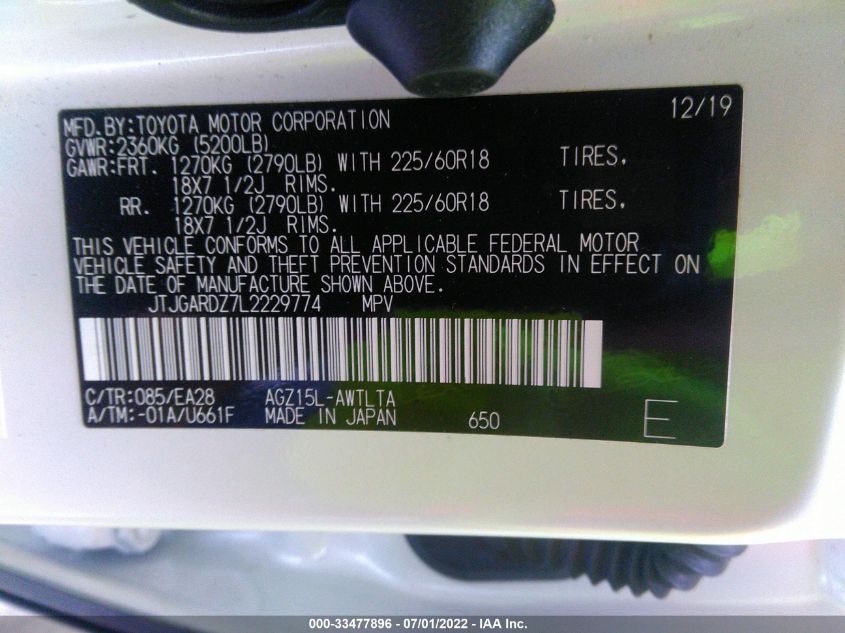 12/19
MFD.BY:TOYOTA MOTOR CORPORATION
GVWR:2360KG (5200LB)
GAWR:FRT. 1270KG (2790LB) WITH 225/60R18 TIRES,
18X7 1/2J RIMS.
RR. 1270KG (2790LB) WITH 225/60R18 TIRES,
18X7 1/2J RIMS.
THIS VEHICLE CONFORMS TO ALL APPLICABLE FEDERAL MOTOR
VEHICLE SAFETY AND THEFT PREVENTION STANDARDS IN EFFECT ON
THE DATE OF MANUFACTURE SHOWN ABOVE.
JTJGARDZ7L2229774 MPV
C/TR:085/EA28 AGZ15L-AWTLTA
A/TM:-01A/U661F MADE IN JAPAN 650 E
000-33477896 - 07/01/2022 - IAA Inc.